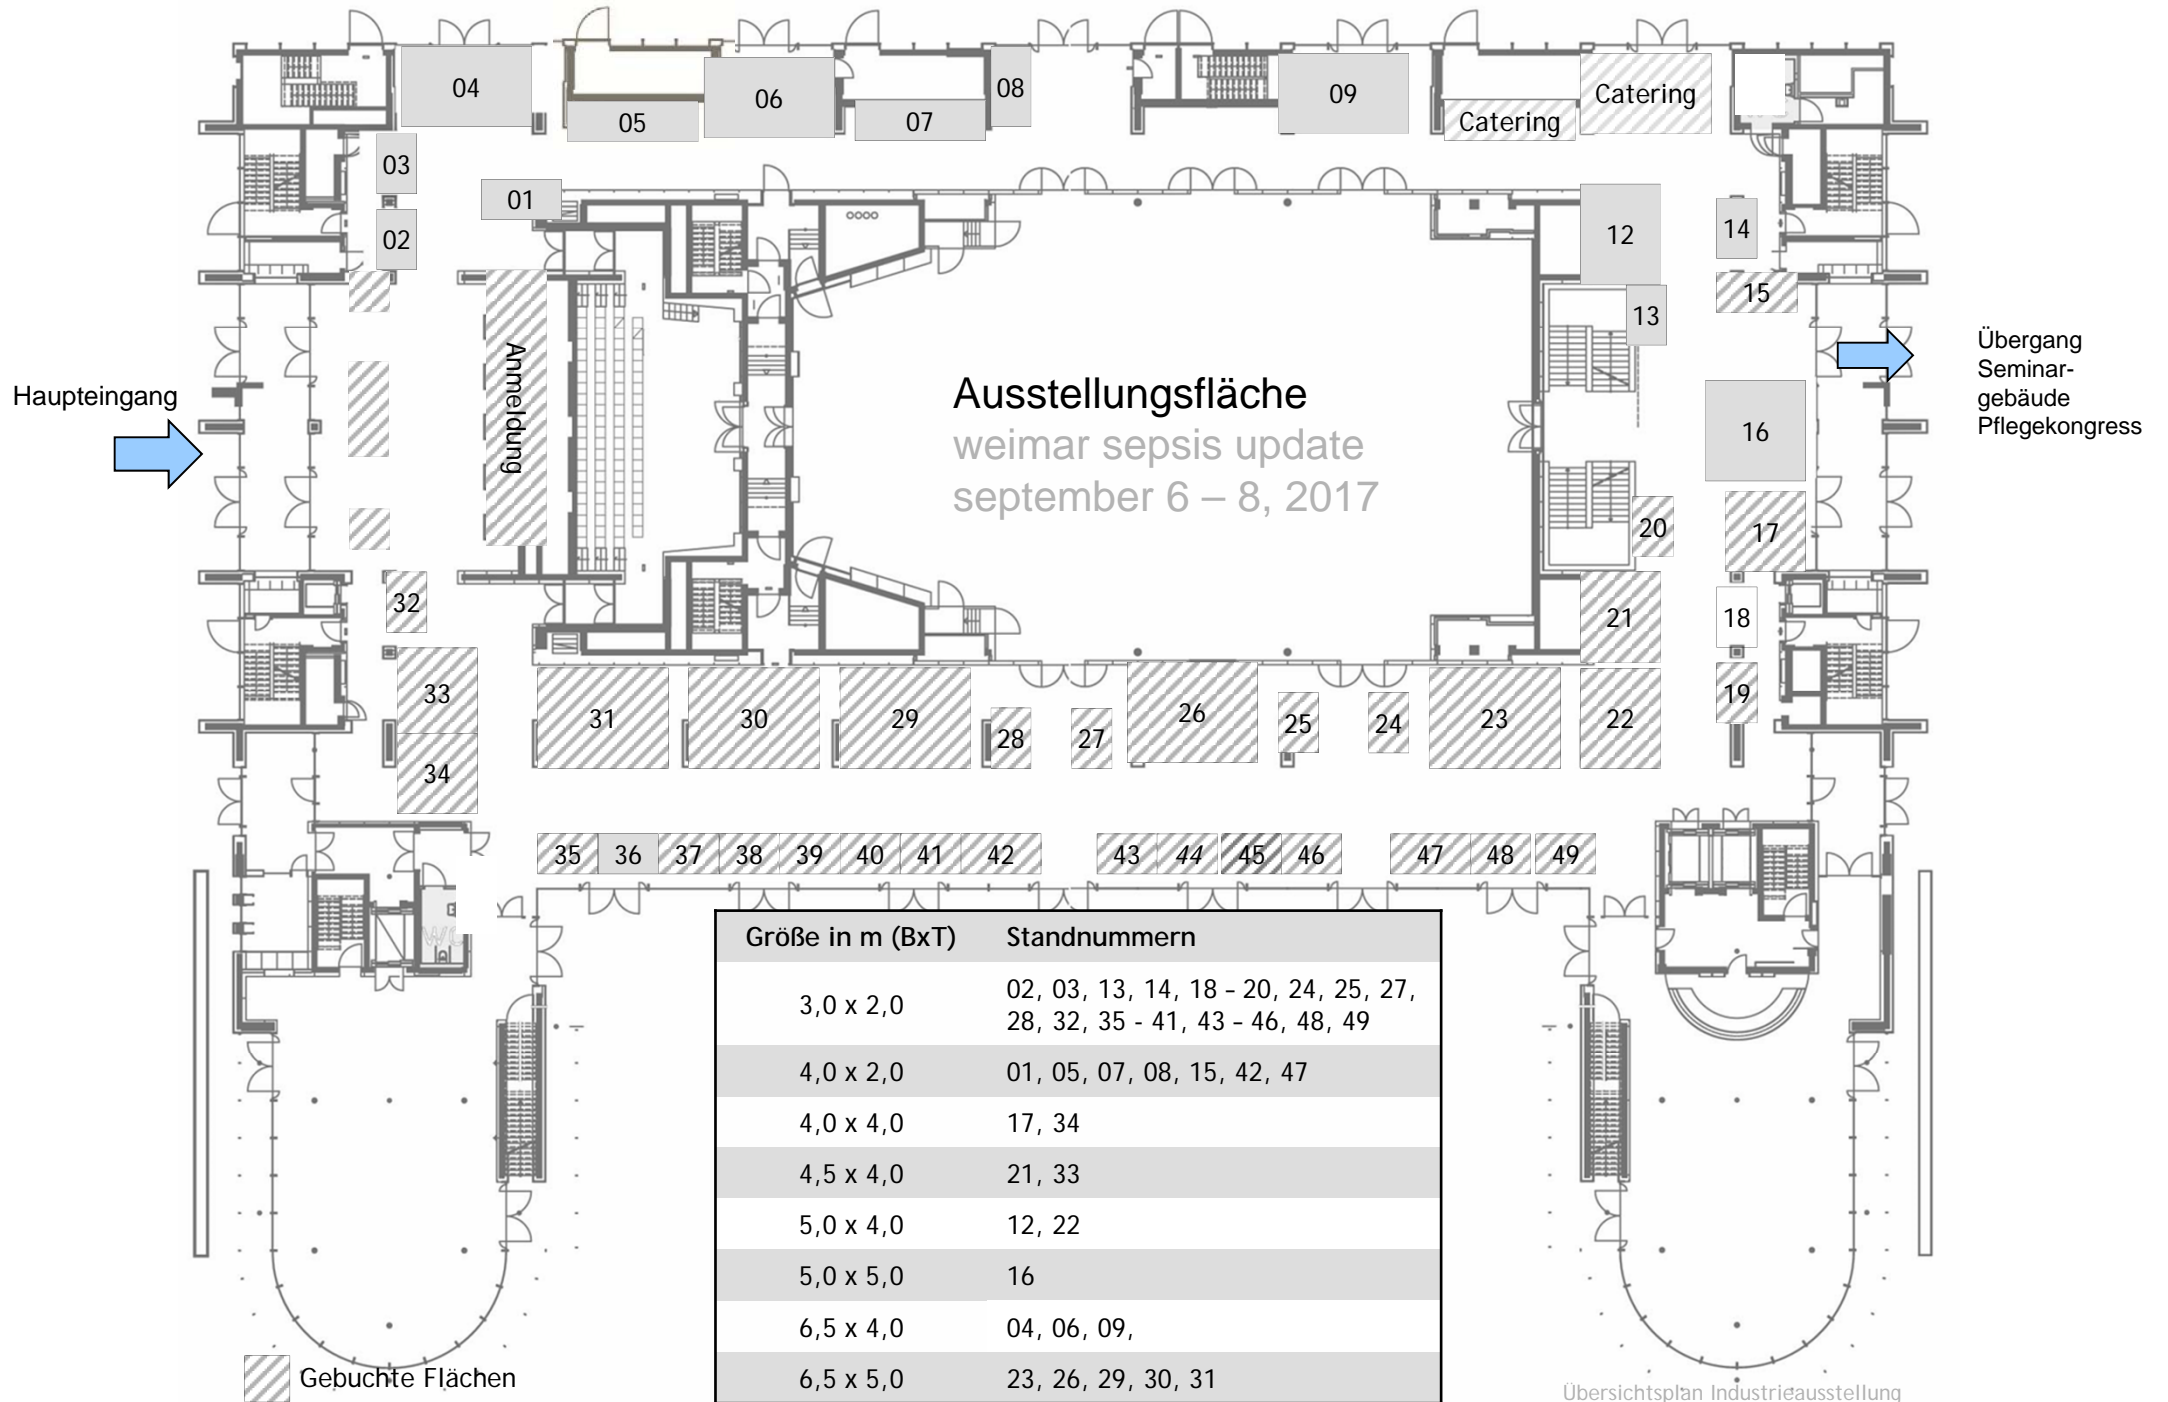 04
05
06
07
08
09
Catering
Catering
03
01
02
12
14
13
15
Haupteingang
Anmeldung
Ausstellungsfläche
weimar sepsis update
september 6 – 8, 2017
Übergang
Seminar-
gebäude
Pflegekongress
16
20
17
32
21
18
33
31
30
29
28
27
26
25
24
23
22
19
34
35 36 37 38 39 40 41 42 43 44 45 46 47 48 49
WC
Größe in m (BxT) Standnummern
3,0 x 2,0 02, 03, 13, 14, 18 – 20, 24, 25, 27,
28, 32, 35 - 41, 43 – 46, 48, 49
4,0 x 2,0 01, 05, 07, 08, 15, 42, 47
4,0 x 4,0 17, 34
4,5 x 4,0 21, 33
5,0 x 4,0 12, 22
5,0 x 5,0 16
6,5 x 4,0 04, 06, 09,
6,5 x 5,0 23, 26, 29, 30, 31
Gebuchte Flächen
Übersichtsplan Industrieausstellung